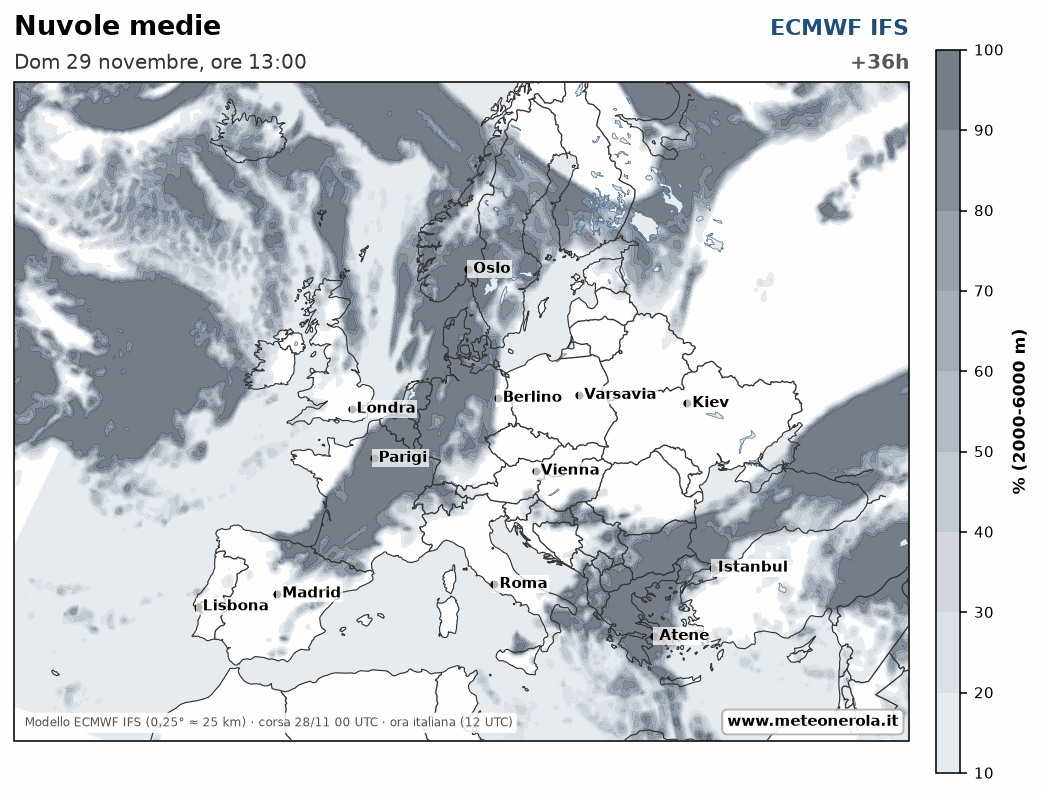 Nuvole medie
ECMWF IFS
Dom 29 novembre, ore 13:00
+36h
100
90
80
70
60
50
40
30
20
10
% (2000-6000 m)
Oslo
Berlino
Varsavia
Kiev
Londra
Parigi
Vienna
Istanbul
Roma
Madrid
Lisbona
Atene
Modello ECMWF IFS (0,25° ≈ 25 km) · corsa 28/11 00 UTC · ora italiana (12 UTC)
www.meteonerola.it